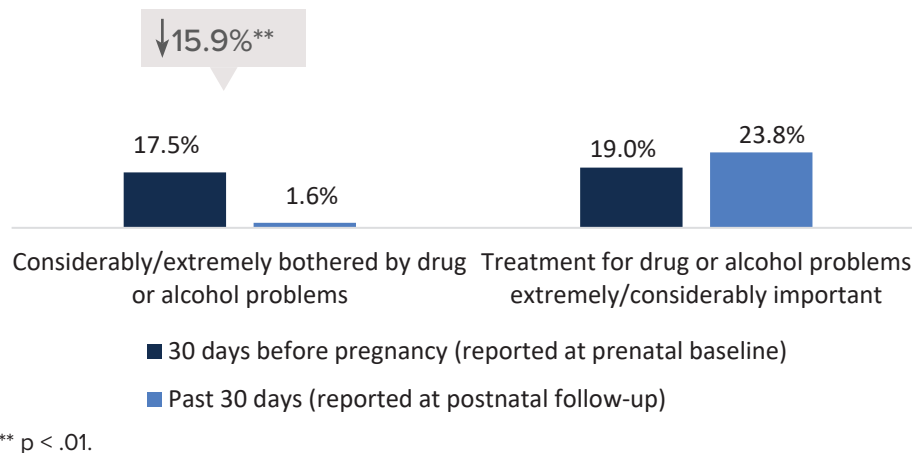 ↓15.9%**
17.5%
1.6%
19.0%
23.8%
Considerably/extremely bothered by drug
or alcohol problems
Treatment for drug or alcohol problems
extremely/considerably important
30 days before pregnancy (reported at prenatal baseline)
Past 30 days (reported at postnatal follow-up)
** p < .01.